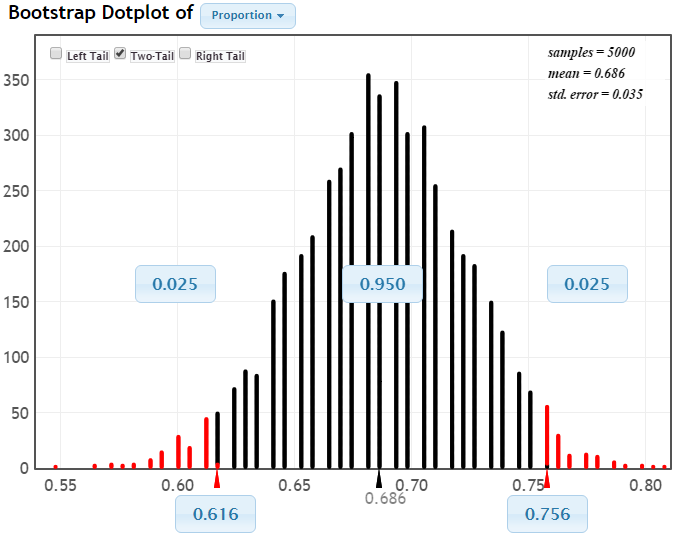 Bootstrap Dotplot of Proportion
Left Tail Two-Tail Right Tail
samples = 5000
mean = 0.686
std. error = 0.035
350
300
250
200
150
100
50
0
0.025 0.950 0.025
0.55 0.60 0.65 0.70 0.75 0.80
0.686
0.616 0.756